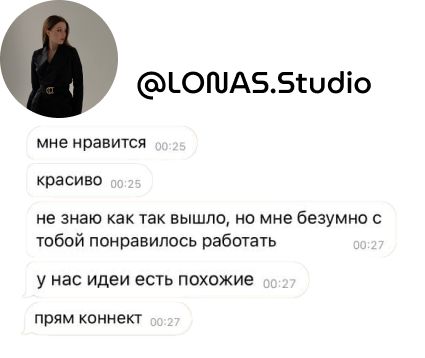 @LONAS.Studio
мне нравится 00:25
красиво 00:25
не знаю как так вышло, но мне безумно с
тобой понравилось работать 00:27
у нас идеи есть похожие 00:27
прям коннект 00:27